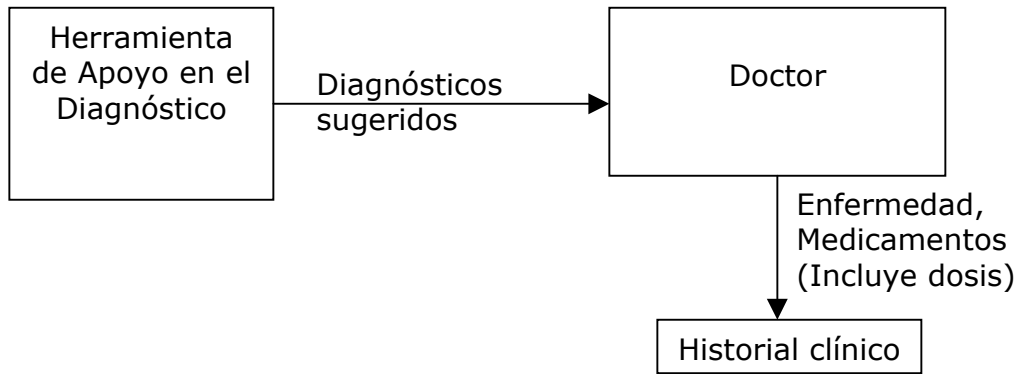 Herramienta
de Apoyo en el
Diagnóstico
Diagnósticos
sugeridos
Doctor
Enfermedad,
Medicamentos
(Incluye dosis)
Historial clínico